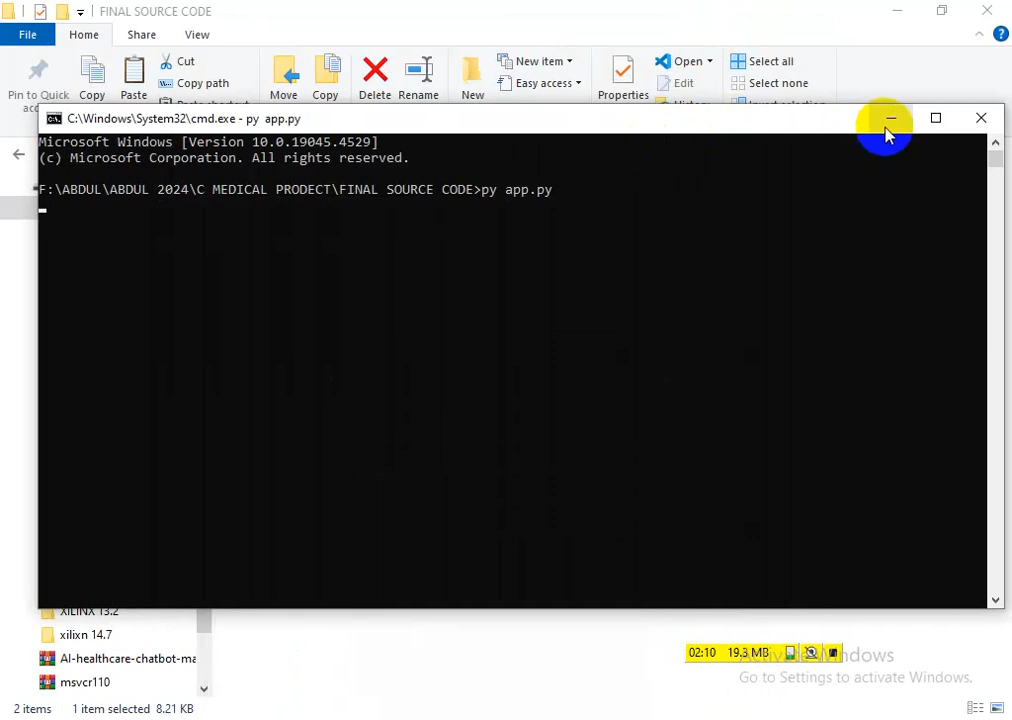 FINAL SOURCE CODE
File Home Share View
Cut
New item
Open
Select all
Copy path
Easy access
Edit
Select none
Pin to Quick
Copy Paste
Move Copy Delete Rename
New
Properties
C:\Windows\System32\cmd.exe - py app.py
Microsoft Windows [Version 10.0.19045.4529]
(c) Microsoft Corporation. All rights reserved.
F:\ABDUL\ABDUL 2024\C MEDICAL PRODECT\FINAL SOURCE CODE>py app.py
XILINX 13.2
xilixn 14.7
AI-healthcare-chatbot-ma
msvcr110
02:10 19.3 MB
Activate Windows
Go to Settings to activate Windows.
2 items 1 item selected 8.21 KB